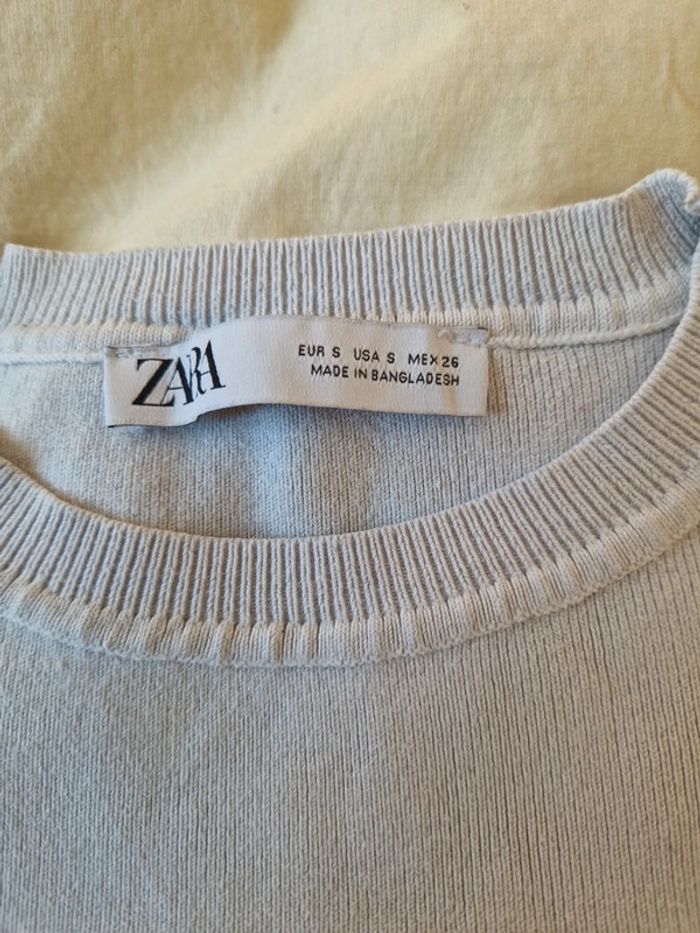 ZARA
EUR S USA S MEX 26
MADE IN BANGLADESH